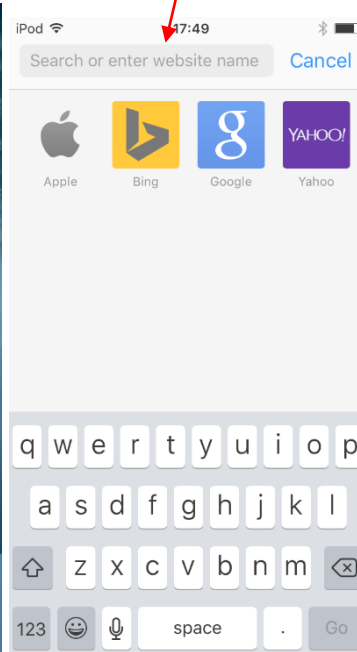 iPod 17:49
Search or enter website name Cancel
g YAHOO!
Apple Bing Google Yahoo
q w e r t y u i o p
a s d f g h j k l
z x c v b n m
123 space . Go